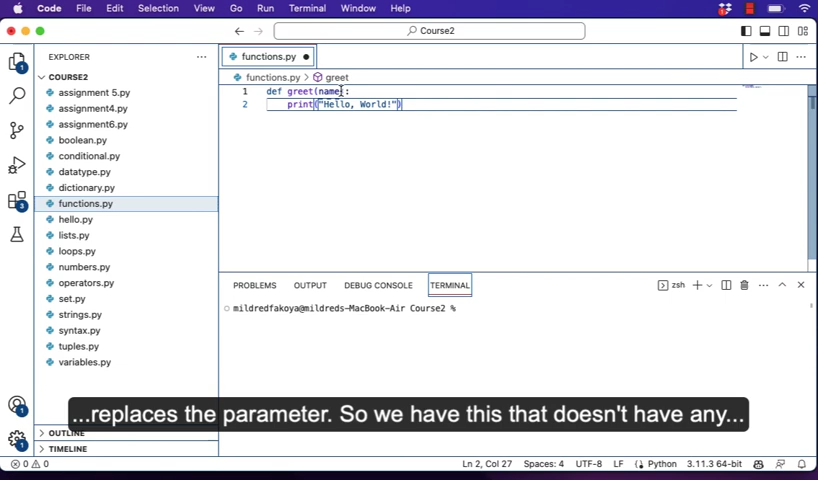 Code File Edit Selection View Go Run Terminal Window Help
Course2
EXPLORER
functions.py
COURSE2
functions.py > greet
assignment 5.py
assignment4.py
assignment6.py
boolean.py
conditional.py
datatype.py
dictionary.py
functions.py
hello.py
lists.py
loops.py
numbers.py
operators.py
set.py
strings.py
syntax.py
tuples.py
variables.py
OUTLINE
TIMELINE
1 def greet(name):
2 print("Hello, World!")
PROBLEMS OUTPUT DEBUG CONSOLE TERMINAL
zsh
mildredfakoya@mildreds-MacBook-Air Course2 %
1
3
1
1
...replaces the parameter. So we have this that doesn't have any...
0 0 Ln 2, Col 27 Spaces: 4 UTF-8 LF Python 3.11.3 64-bit